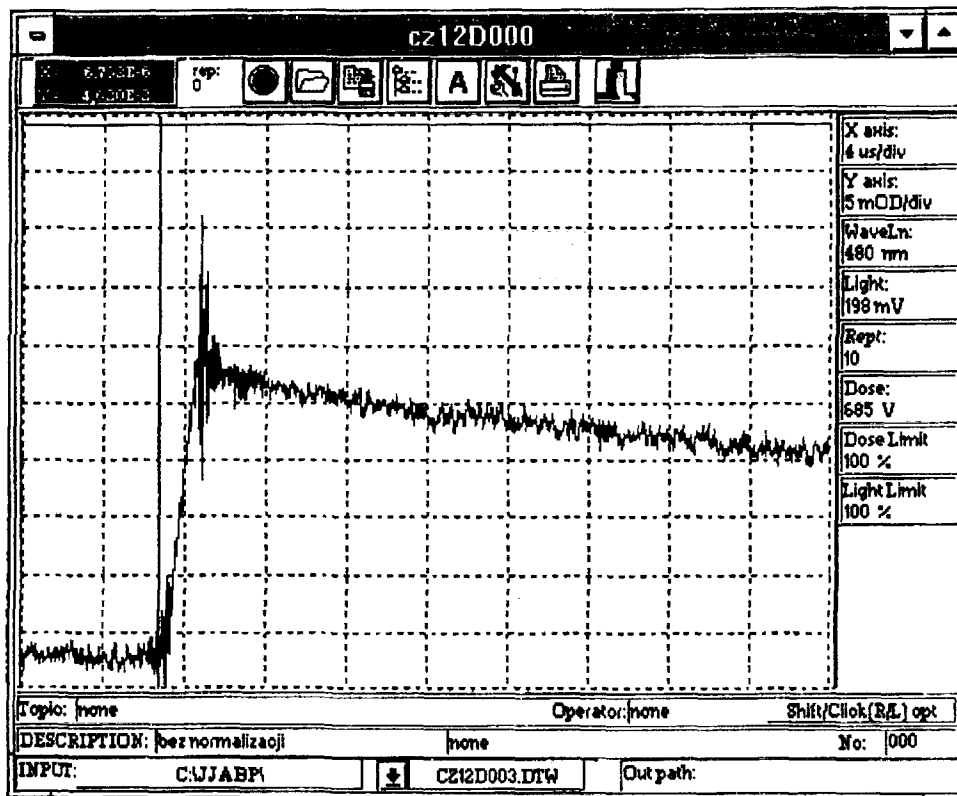 cz12D000
rep:
0
A
X axis:
4 us/div
Y axis:
5 mOD/div
WaveLn:
480 nm
Light:
198 mV
Rept:
10
Dose:
685 V
Dose Limit
100 %
Light Limit
100 %
Topic: none Operator: none Shift/Click(R/L) opt
DESCRIPTION: bez normalizacji none No: 000
INPUT: C:\JJABP\ CZ12D003.DTW Out path: